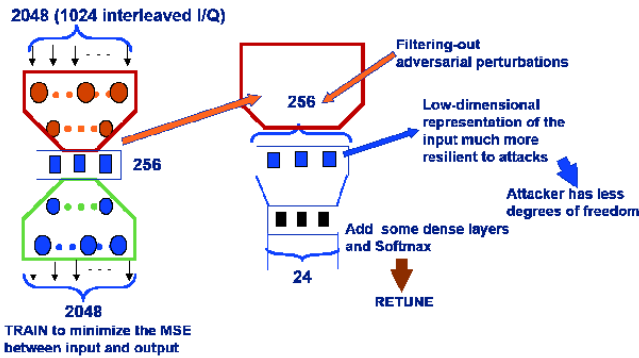 2048 (1024 interleaved I/Q)
256
2048
TRAIN to minimize the MSE
between input and output
Filtering-out
adversarial perturbations
256
Low-dimensional
representation of the
input much more
resilient to attacks
Attacker has less
degrees of freedom
Add some dense layers
and Softmax
24
RETUNE